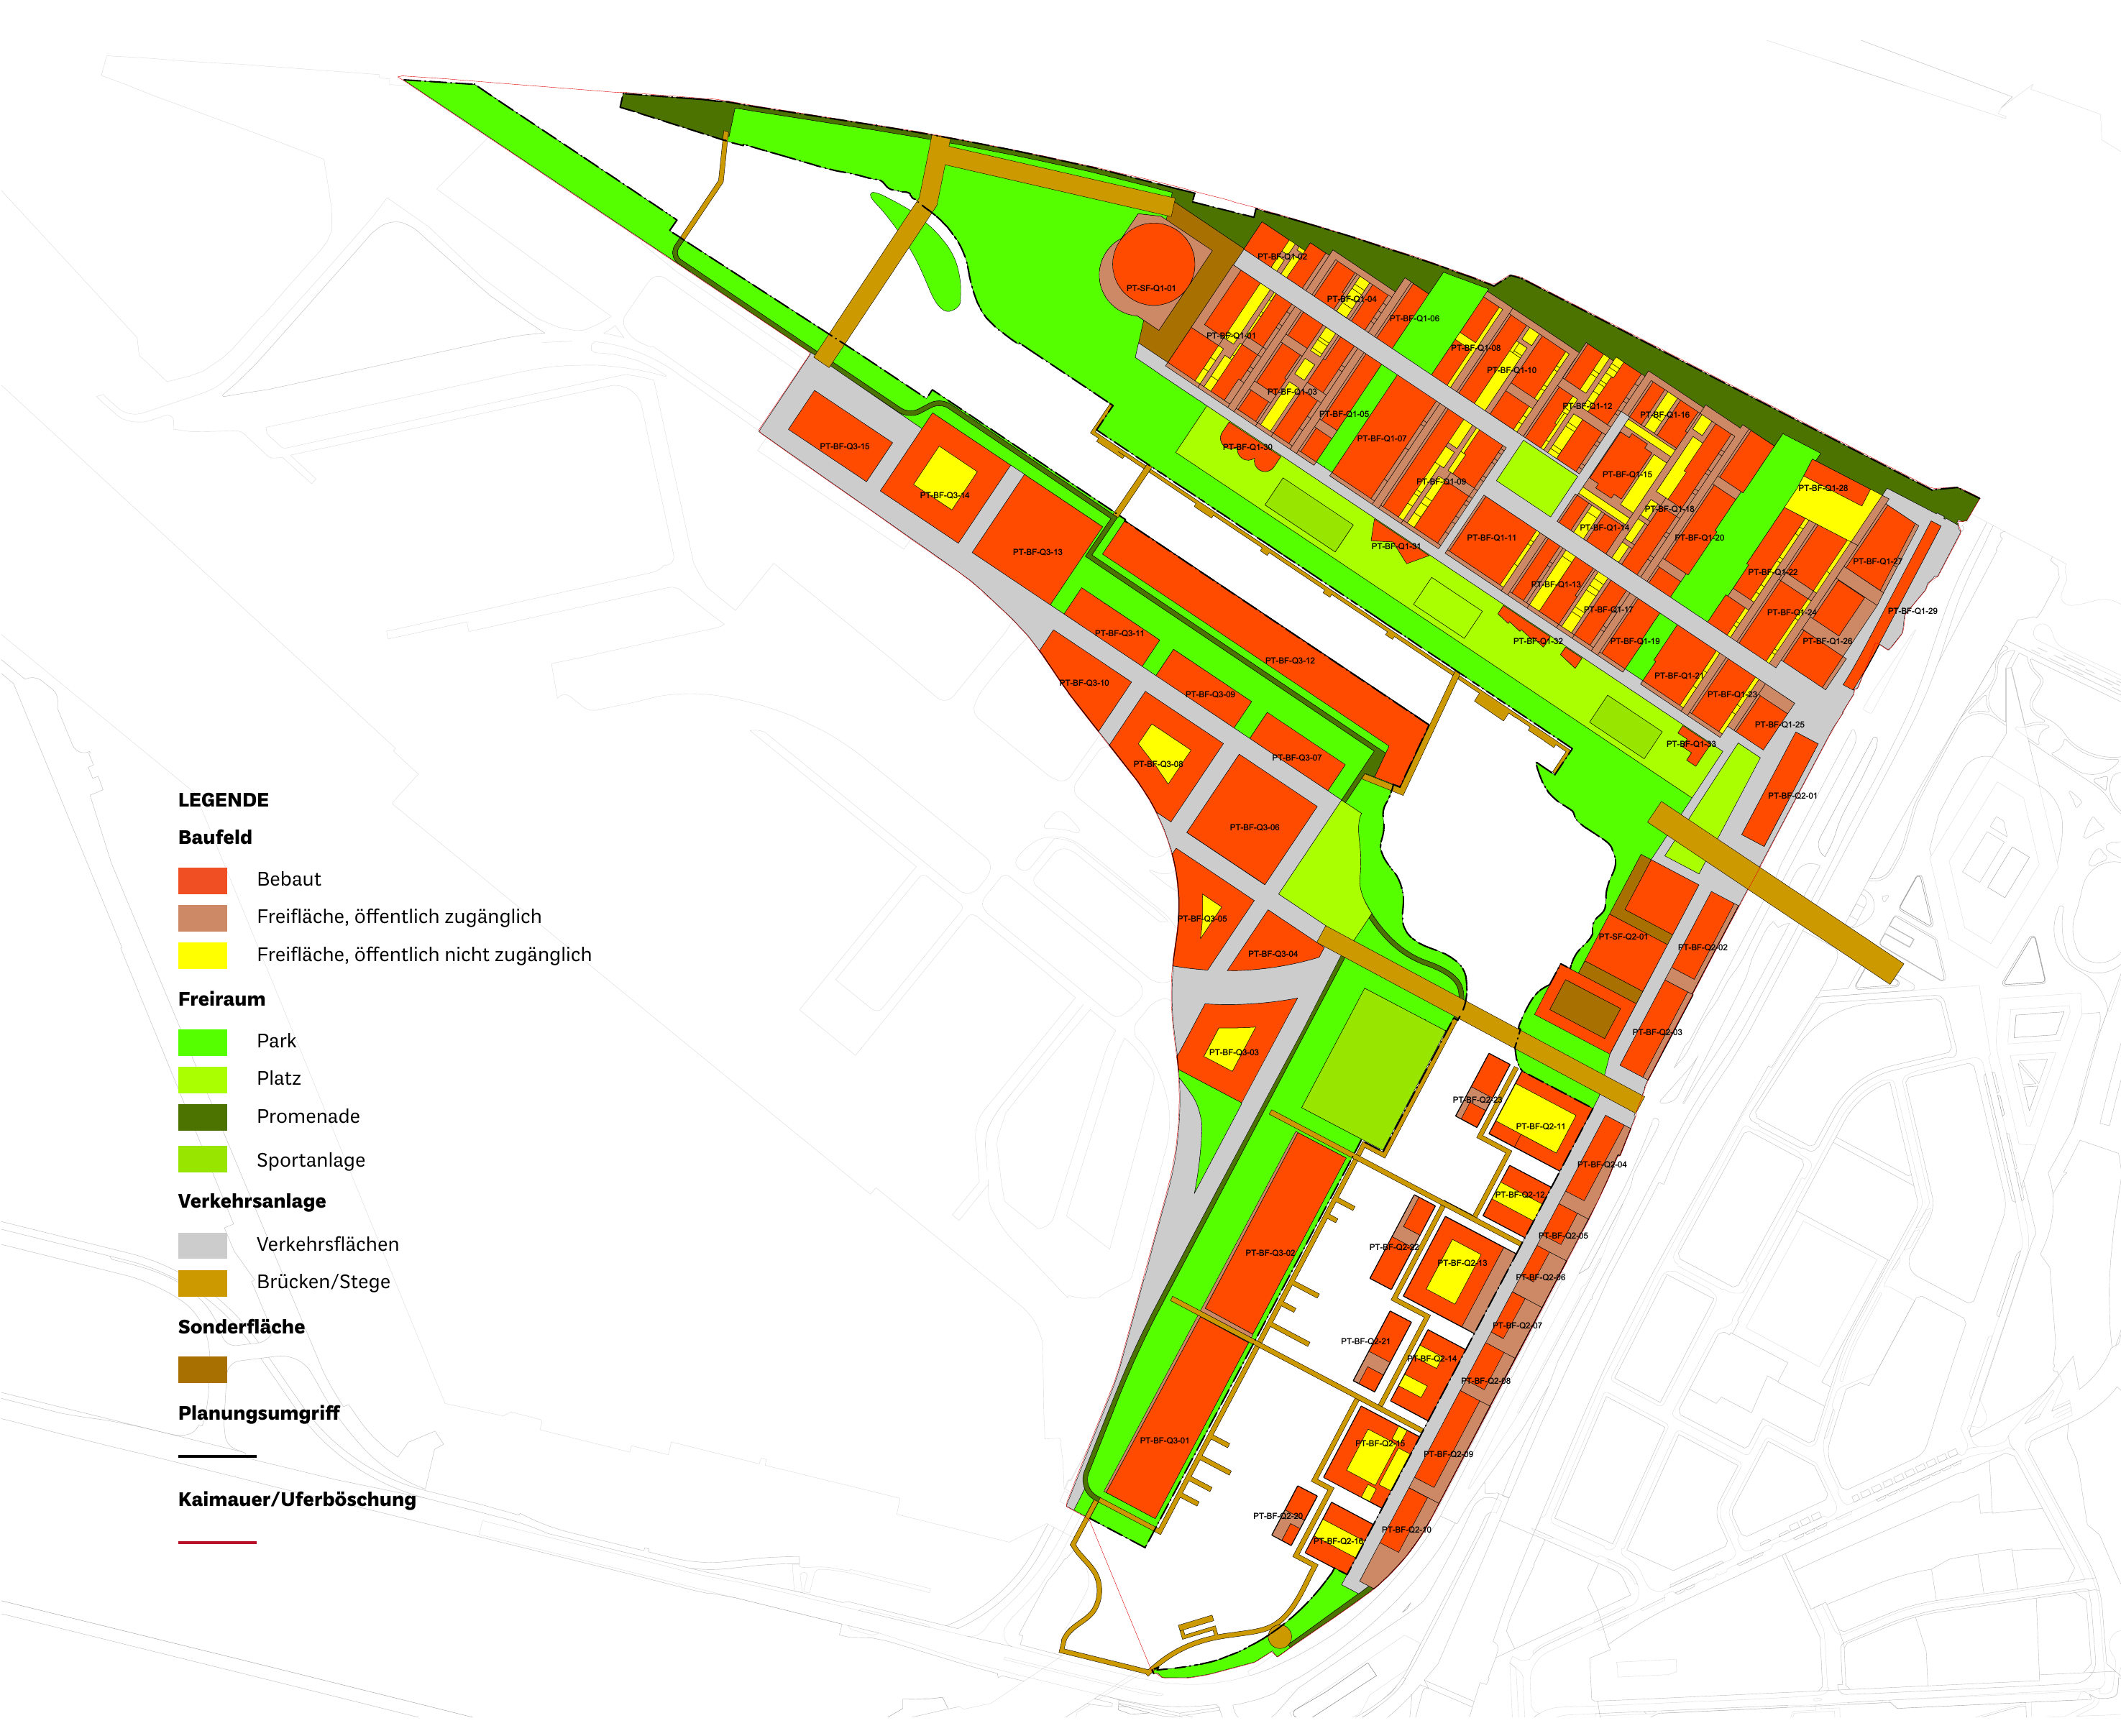 PT-BF-Q1-02
PT-SF-Q1-01
PT-BF-Q1-04
PT-BF-Q1-06
PT-BF-Q1-01
PT-BF-Q1-08
PT-BF-Q1-10
PT-BF-Q1-03
PT-BF-Q1-12
PT-BF-Q1-05
PT-BF-Q1-16
PT-BF-Q1-07
PT-BF-Q3-15
PT-BF-Q1-30
PT-BF-Q1-15
PT-BF-Q1-09
PT-BF-Q1-28
PT-BF-Q3-14
PT-BF-Q1-18
PT-BF-Q1-14
PT-BF-Q1-11
PT-BF-Q1-20
PT-BF-Q1-31
PT-BF-Q3-13
PT-BF-Q1-27
PT-BF-Q1-22
PT-BF-Q1-13
PT-BF-Q1-17
PT-BF-Q1-29
PT-BF-Q1-24
PT-BF-Q3-11
PT-BF-Q1-32
PT-BF-Q1-19
PT-BF-Q1-26
PT-BF-Q3-12
PT-BF-Q1-21
PT-BF-Q3-10
PT-BF-Q3-09
PT-BF-Q1-23
PT-BF-Q1-25
PT-BF-Q1-33
PT-BF-Q3-07
PT-BF-Q3-08
PT-BF-Q2-01
PT-BF-Q3-06
PT-BF-Q3-05
PT-SF-Q2-01
PT-BF-Q2-02
PT-BF-Q3-04
PT-BF-Q2-03
PT-BF-Q3-03
PT-BF-Q2-23
PT-BF-Q2-11
PT-BF-Q2-04
PT-BF-Q2-12
PT-BF-Q2-05
PT-BF-Q2-22
PT-BF-Q3-02
PT-BF-Q2-13
PT-BF-Q2-06
PT-BF-Q2-07
PT-BF-Q2-21
PT-BF-Q2-14
PT-BF-Q2-08
PT-BF-Q3-01
PT-BF-Q2-15
PT-BF-Q2-09
PT-BF-Q2-20
PT-BF-Q2-10
PT-BF-Q2-16
LEGENDE
Baufeld
Bebaut
Freifläche, öffentlich zugänglich
Freifläche, öffentlich nicht zugänglich
Freiraum
Park
Platz
Promenade
Sportanlage
Verkehrsanlage
Verkehrsflächen
Brücken/Stege
Sonderfläche
Planungsumgriff
Kaimauer/Uferböschung